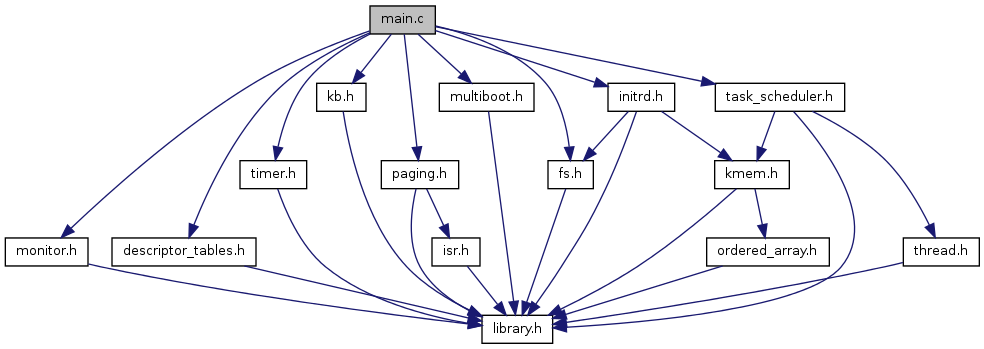 main.c
kb.h
multiboot.h
initrd.h
task_scheduler.h
timer.h
paging.h
fs.h
kmem.h
monitor.h
descriptor_tables.h
isr.h
ordered_array.h
thread.h
library.h